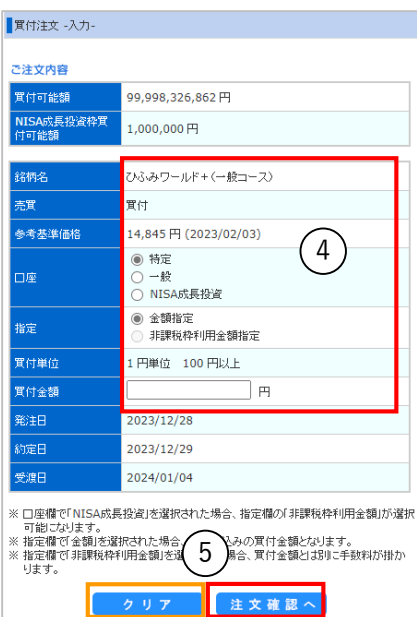 買付注文 -入力-
ご注文内容
買付可能額 99,998,326,862 円
NISA成長投資枠買
付可能額 1,000,000 円
銘柄名 ひふみワールド+(一般コース)
売買 買付
参考基準価格 14,845 円 (2023/02/03)
④
口座 特定
一般
NISA成長投資
指定 金額指定
非課税枠利用金額指定
買付単位 1 円単位 100 円以上
買付金額 円
発注日 2023/12/28
約定日 2023/12/29
受渡日 2024/01/04
※ 口座欄で「NISA成長投資」を選択された場合、指定欄の「非課税枠利用金額」が選択
可能になります。
※ 指定欄で「金額」を選択された場合、 込みの買付金額となります。
※ 指定欄で「非課税枠利用金額」を選 場合、買付金額とは別に手数料が掛か
ります。
⑤
クリア 注文確認へ